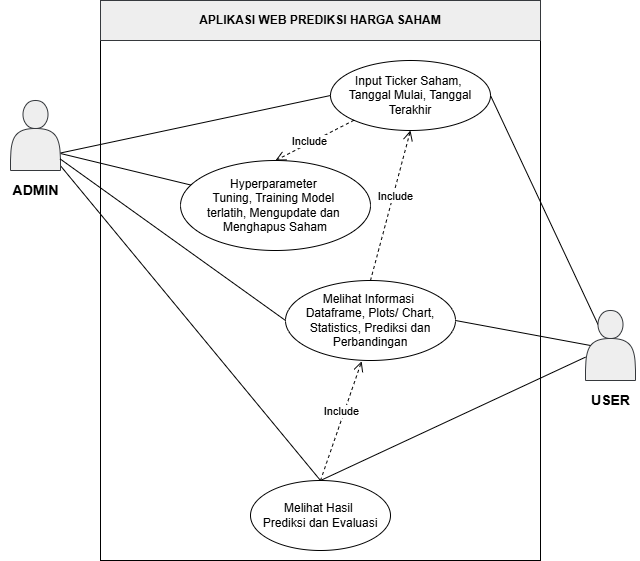 APLIKASI WEB PREDIKSI HARGA SAHAM
Input Ticker Saham,
Tanggal Mulai, Tanggal
Terakhir
Include
ADMIN
Hyperparameter
Tuning, Training Model
terlatih, Mengupdate dan
Menghapus Saham
Include
Melihat Informasi
Dataframe, Plots/ Chart,
Statistics, Prediksi dan
Perbandingan
USER
Include
Melihat Hasil
Prediksi dan Evaluasi